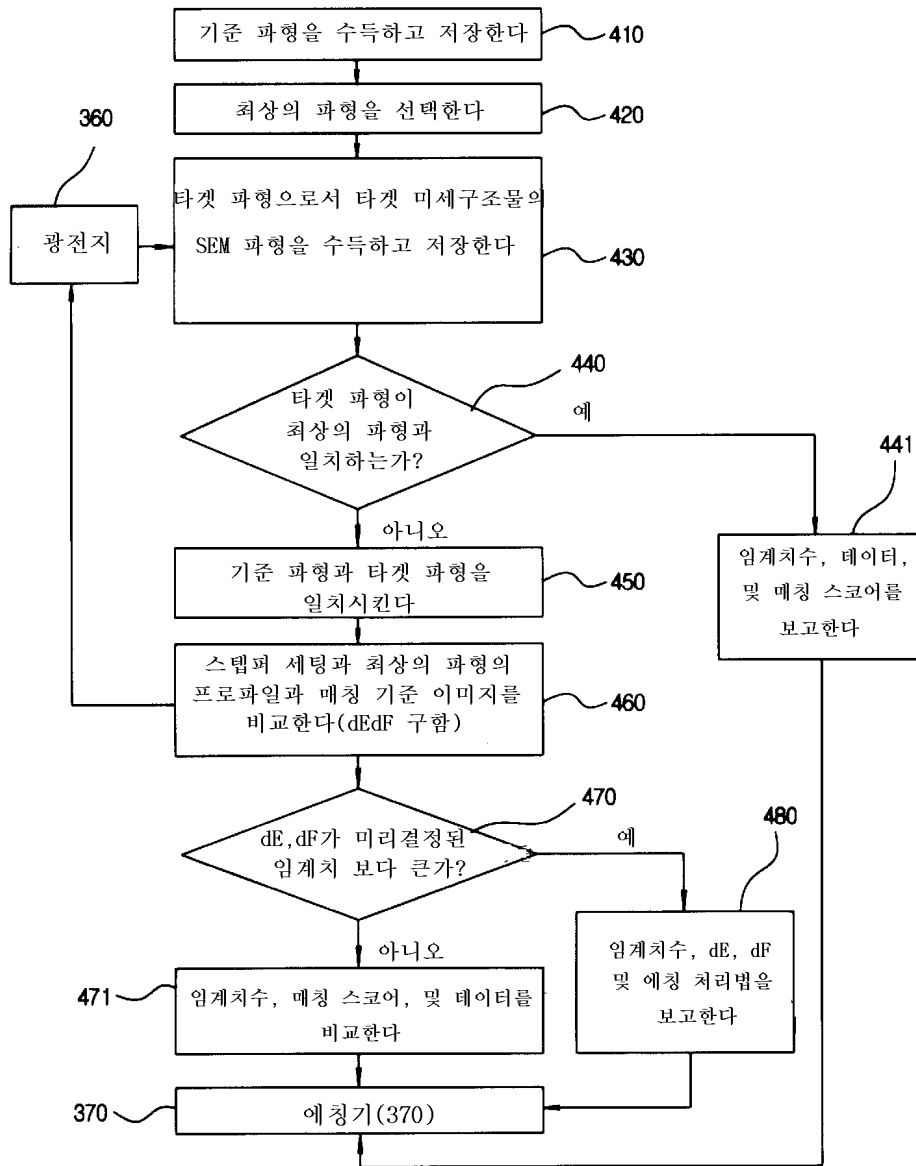 기준 파형을 수득하고 저장한다
410
최상의 파형을 선택한다
420
360
광전지
타겟 파형으로서 타겟 미세구조물의
SEM 파형을 수득하고 저장한다
430
타겟 파형이
최상의 파형과
일치하는가?
440
예
441
임계치수, 데이터,
및 매칭 스코어를
보고한다
아니오
기준 파형과 타겟 파형을
일치시킨다
450
스텝퍼 세팅과 최상의 파형의
프로파일과 매칭 기준 이미지를
비교한다(dEdF 구함)
460
dE,dF가 미리결정된
임계치 보다 큰가?
470
예
480
임계치수, dE, dF
및 에칭 처리법을
보고한다
아니오
471
임계치수, 매칭 스코어, 및 데이터를
비교한다
370
에칭기(370)